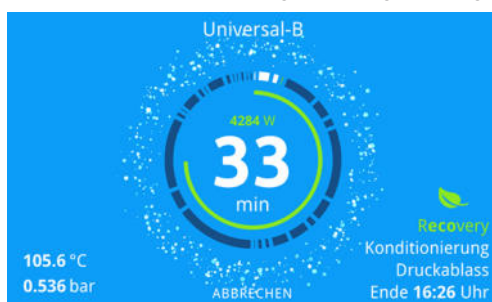 Universal-B
4284 W
33
min
Recovery
Konditionierung
Druckablass
Ende 16:26 Uhr
105.6 °C
0.536 bar
ABBRECHEN